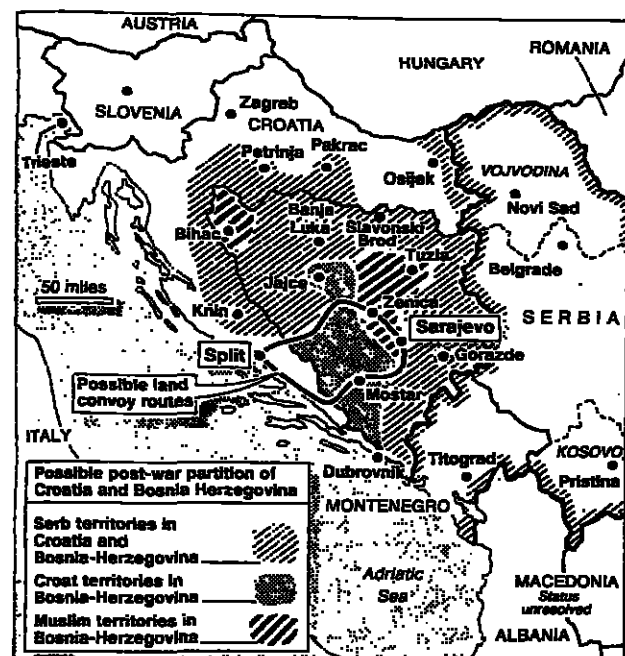 AUSTRIA
ROMANIA
HUNGARY
SLOVENIA
Zagreb
CROATIA
Trieste
Petrinja
Pakrac
Osijek
VOJVODINA
Novi Sad
Banja
Luka
Slavonski
Brod
Bihac
Tuzla
Belgrade
Jajce
50 miles
Zenica
Knin
SERBIA
Sarajevo
Split
Gorazde
Possible land
convoy routes
Mostar
ITALY
KOSOVO
Dubrovnik
Titograd
Pristina
Possible post-war partition of
Croatia and Bosnia Herzegovina
MONTENEGRO
Serb territories in
Croatia and
Bosnia-Herzegovina
Croat territories in
Bosnia-Herzegovina
Adriatic
Sea
MACEDONIA
Status
unresolved
Muslim territories in
Bosnia-Herzegovina
ALBANIA